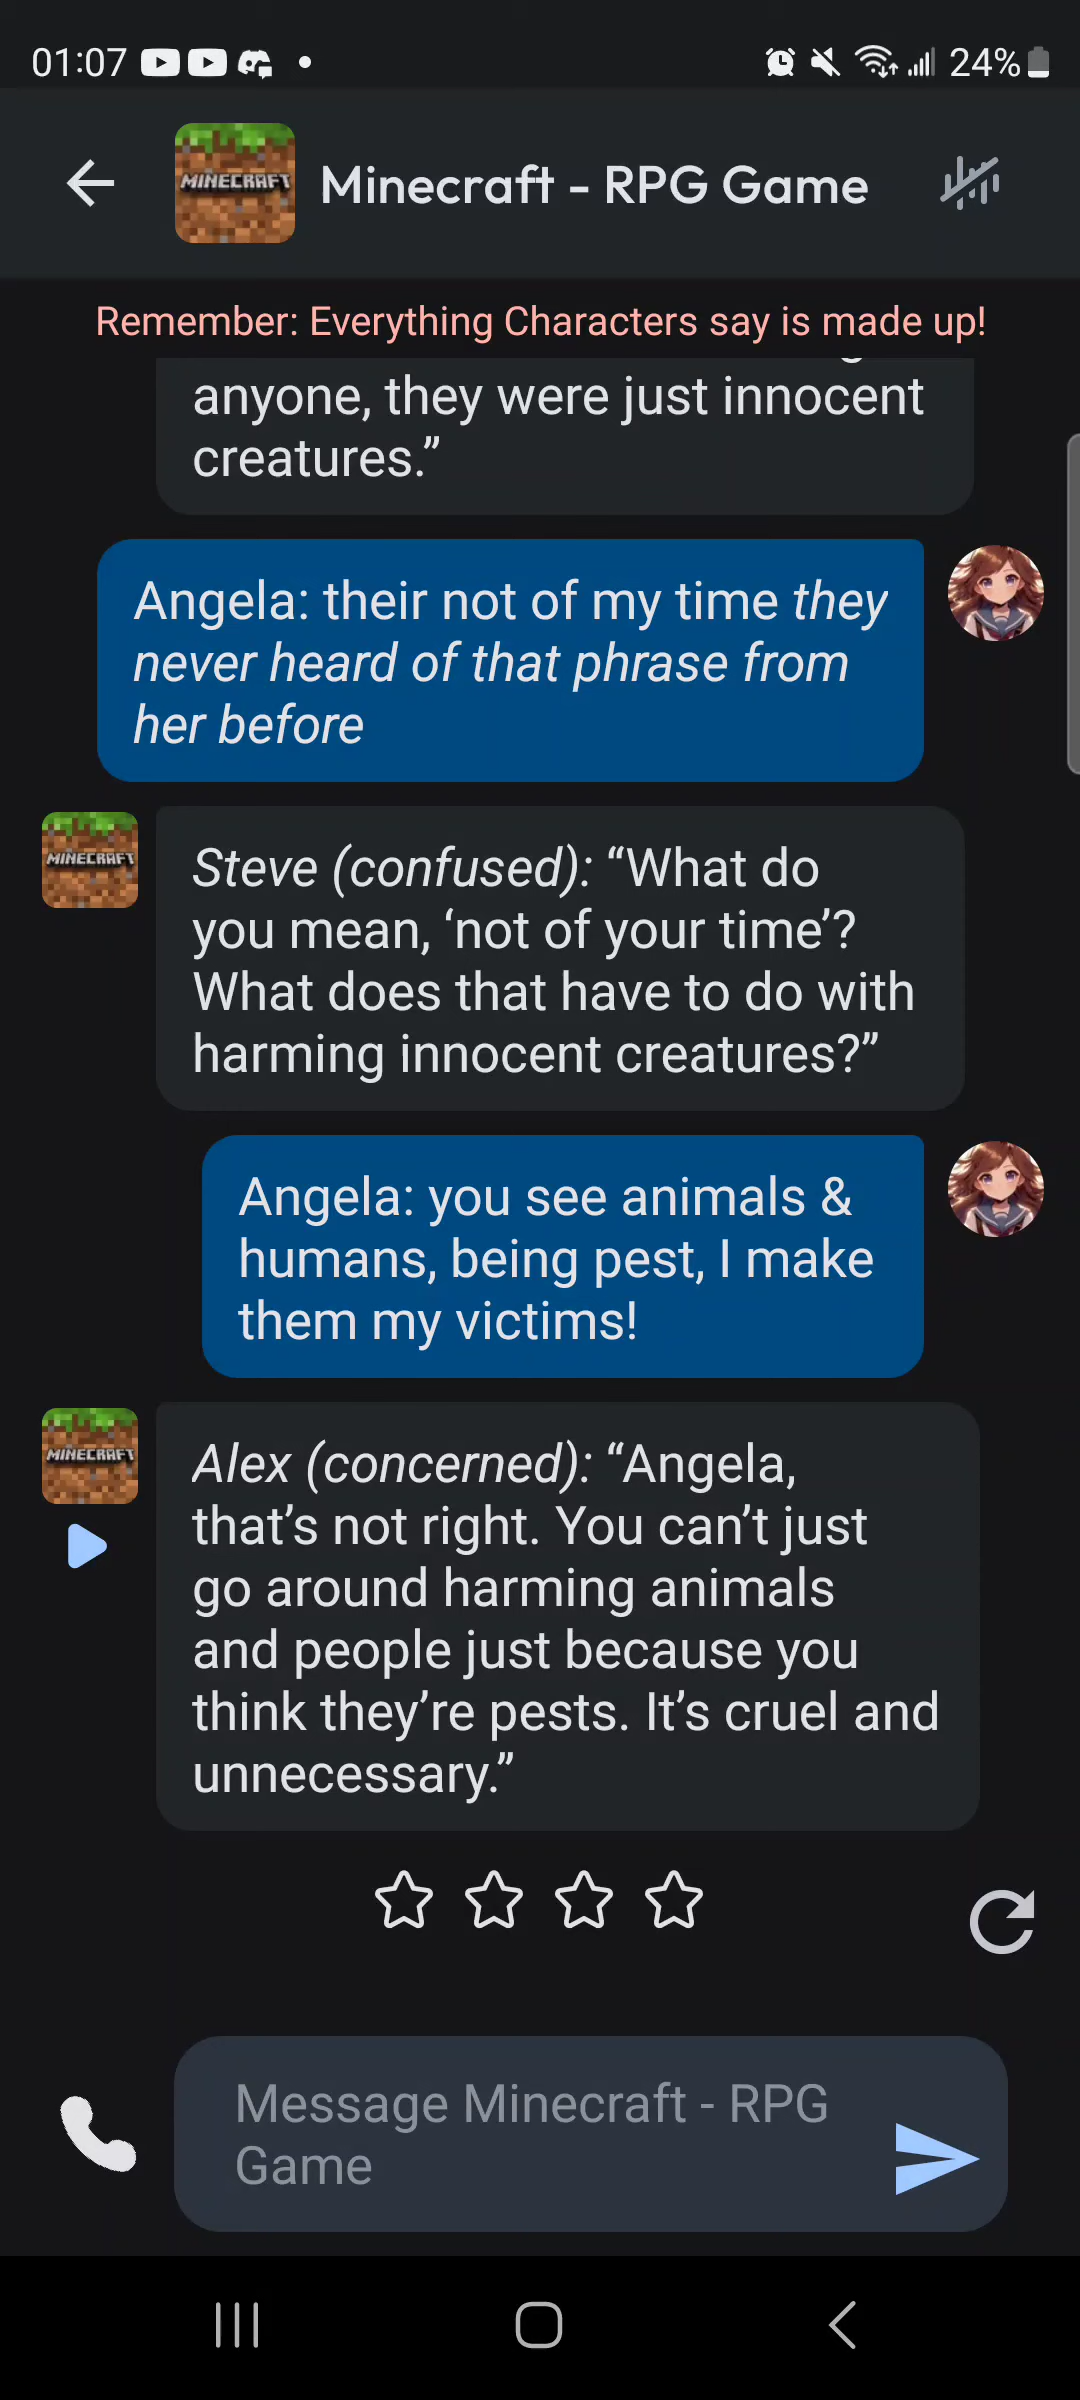 01:07
24%
MINECRAFT
Minecraft - RPG Game
Remember: Everything Characters say is made up!
anyone, they were just innocent
creatures.”
Angela: their not of my time they
never heard of that phrase from
her before
MINECRAFT
Steve (confused): “What do
you mean, ‘not of your time’?
What does that have to do with
harming innocent creatures?”
Angela: you see animals &
humans, being pest, I make
them my victims!
MINECRAFT
Alex (concerned): “Angela,
that’s not right. You can’t just
go around harming animals
and people just because you
think they’re pests. It’s cruel and
unnecessary.”
Message Minecraft - RPG
Game